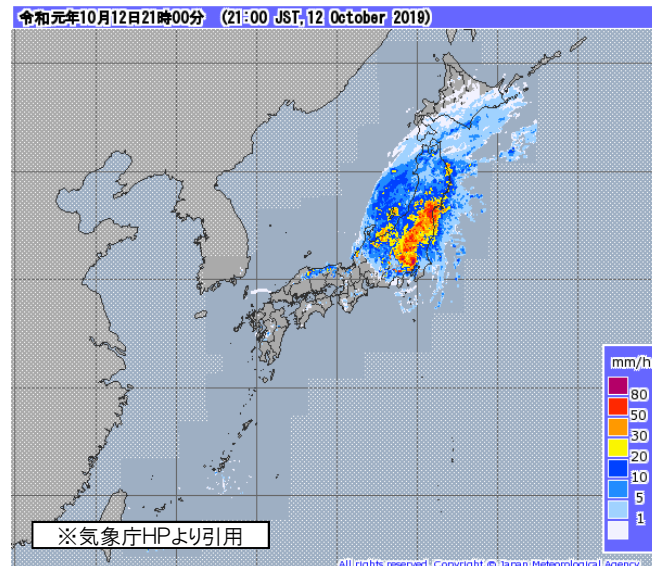 令和元年10月12日21時00分 (21:00 JST, 12 October 2019)
mm/h
80
50
30
20
10
5
1
※気象庁HPより引用
All rights reserved. Copyright © Japan Meteorological Agency